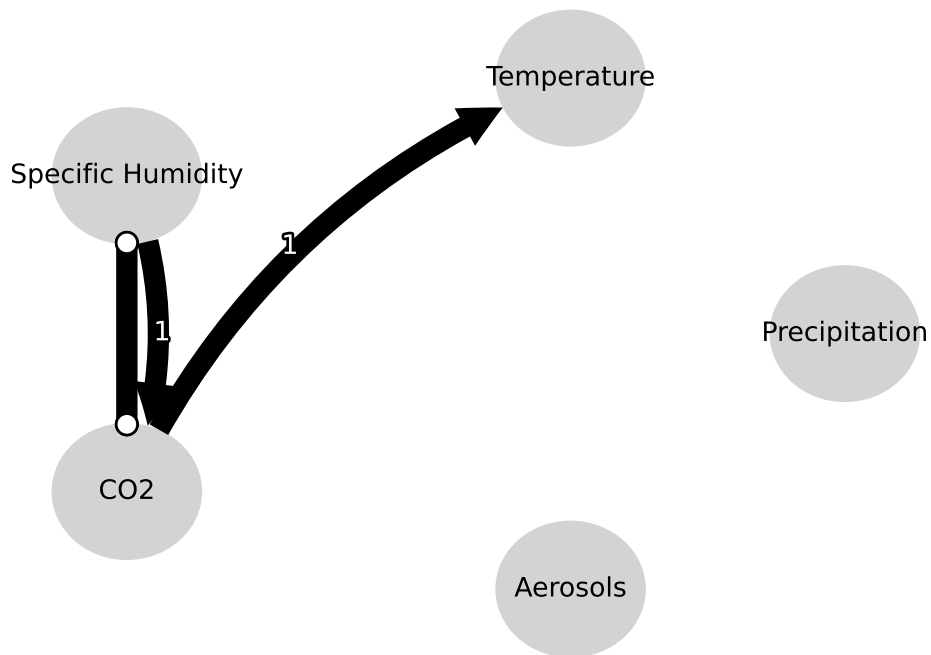 Temperature
Specific Humidity
1
1
Precipitation
CO2
Aerosols